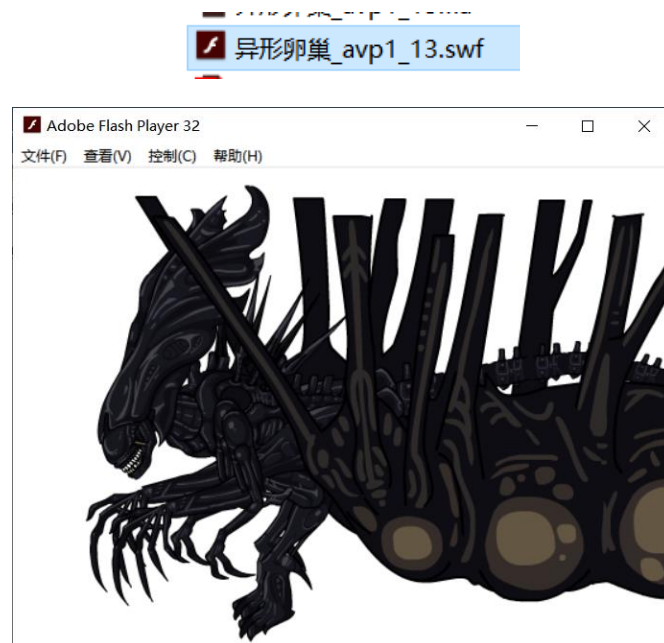 异形卵巢_avp1_13.swf
Adobe Flash Player 32
文件(F) 查看(V) 控制(C) 帮助(H)